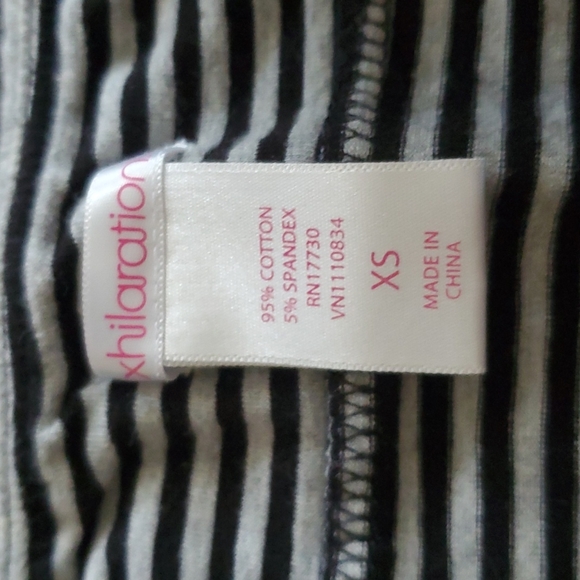 xhilaration
95% COTTON
5% SPANDEX
RN17730
VN1110834
XS
MADE IN
CHINA